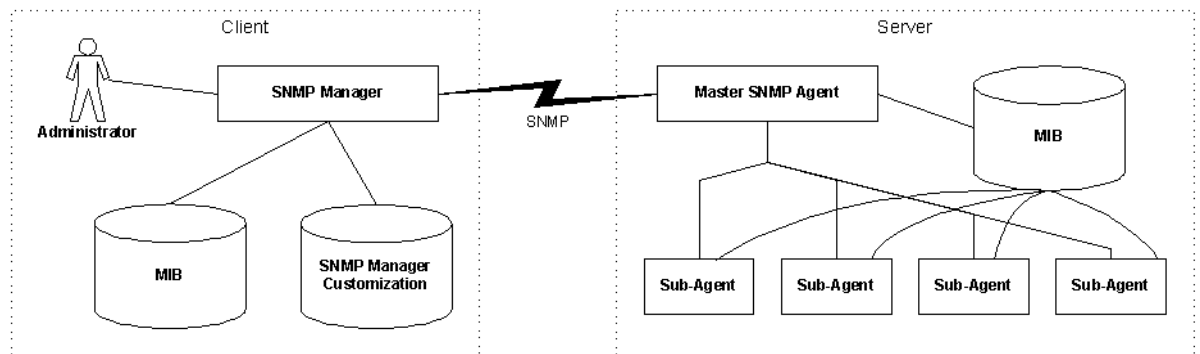 Client
Server
SNMP Manager
Master SNMP Agent
Administrator
SNMP
MIB
MIB
SNMP Manager
Customization
Sub-Agent
Sub-Agent
Sub-Agent
Sub-Agent